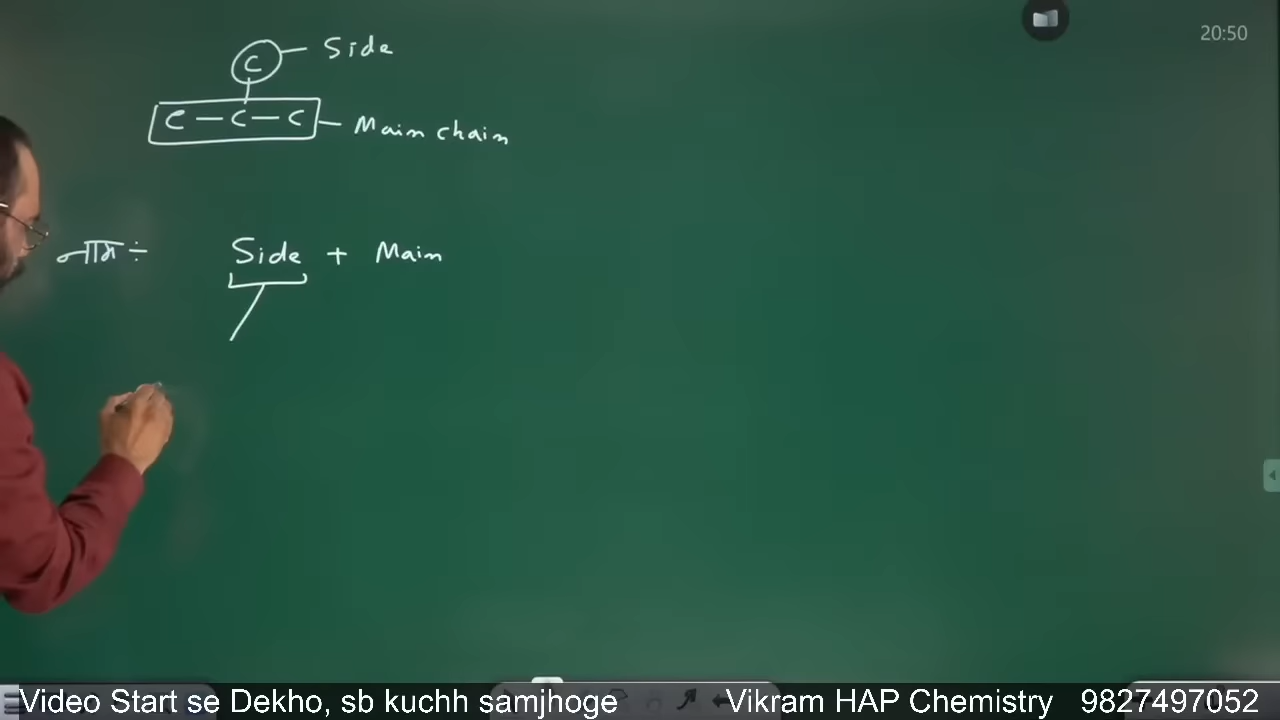 20:50
C — Side
C — C — C — Main chain
नाम ÷ Side + Main
Video Start se Dekho, sb kuchh samjhoge Vikram HAP Chemistry 9827497052